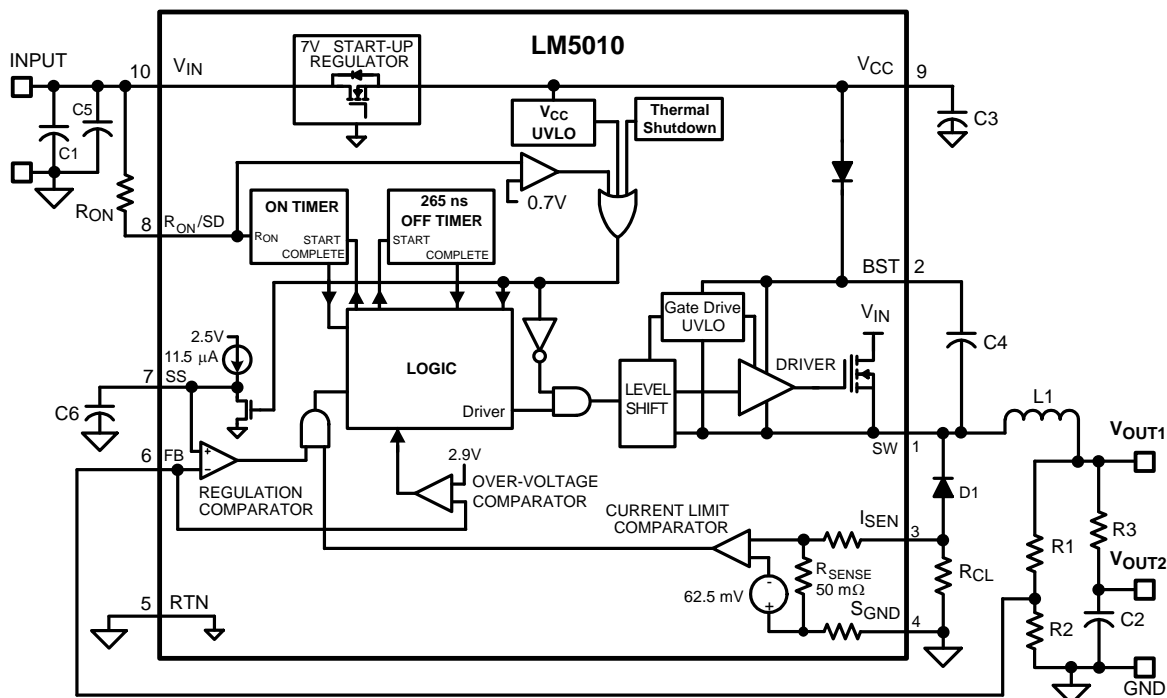 LM5010
INPUT
10
VIN
7V START-UP
REGULATOR
VCC
9
C5
C1
VCC
UVLO
Thermal
Shutdown
C3
0.7V
RON
8
RON/SD
ON TIMER
RON
START
COMPLETE
265 ns
OFF TIMER
START
COMPLETE
BST
2
VIN
Gate Drive
UVLO
C4
2.5V
11.5 μA
LOGIC
DRIVER
7
SS
LEVEL
SHIFT
C6
Driver
L1
VOUT1
SW
1
6
FB
2.9V
REGULATION
COMPARATOR
OVER-VOLTAGE
COMPARATOR
D1
CURRENT LIMIT
COMPARATOR
ISEN
3
R3
R1
VOUT2
RSENSE
50 mΩ
RCL
62.5 mV
5
RTN
SGND
4
R2
C2
GND